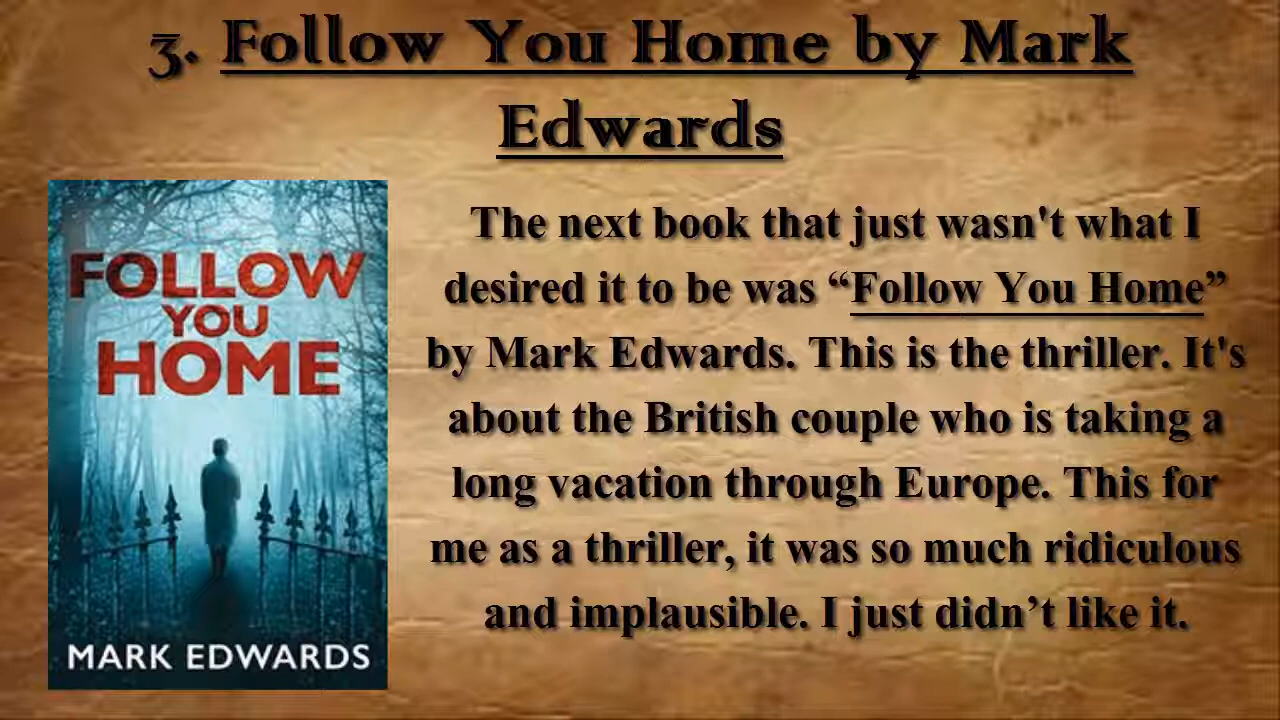 3. Follow You Home by Mark
Edwards
FOLLOW
YOU
HOME
MARK EDWARDS
The next book that just wasn't what I
desired it to be was “Follow You Home”
by Mark Edwards. This is the thriller. It's
about the British couple who is taking a
long vacation through Europe. This for
me as a thriller, it was so much ridiculous
and implausible. I just didn’t like it.